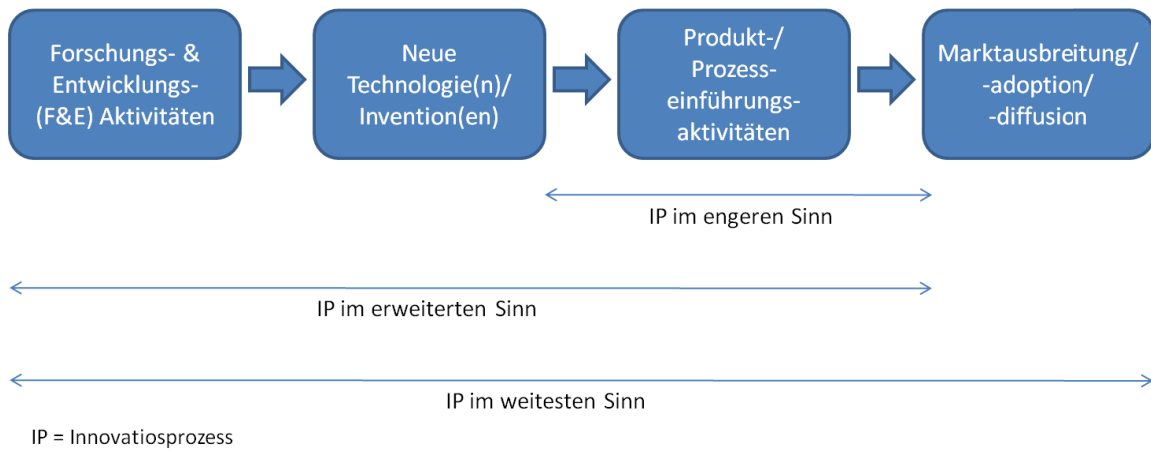 Forschungs- &
Entwicklungs-
(F&E) Aktivitäten
Neue
Technologie(n)/
Invention(en)
Produkt-/
Prozess-
einführungs-
aktivitäten
Marktausbreitung/
-adoption/
-diffusion
IP im engeren Sinn
IP im erweiterten Sinn
IP im weitesten Sinn
IP = Innovatiosprozess